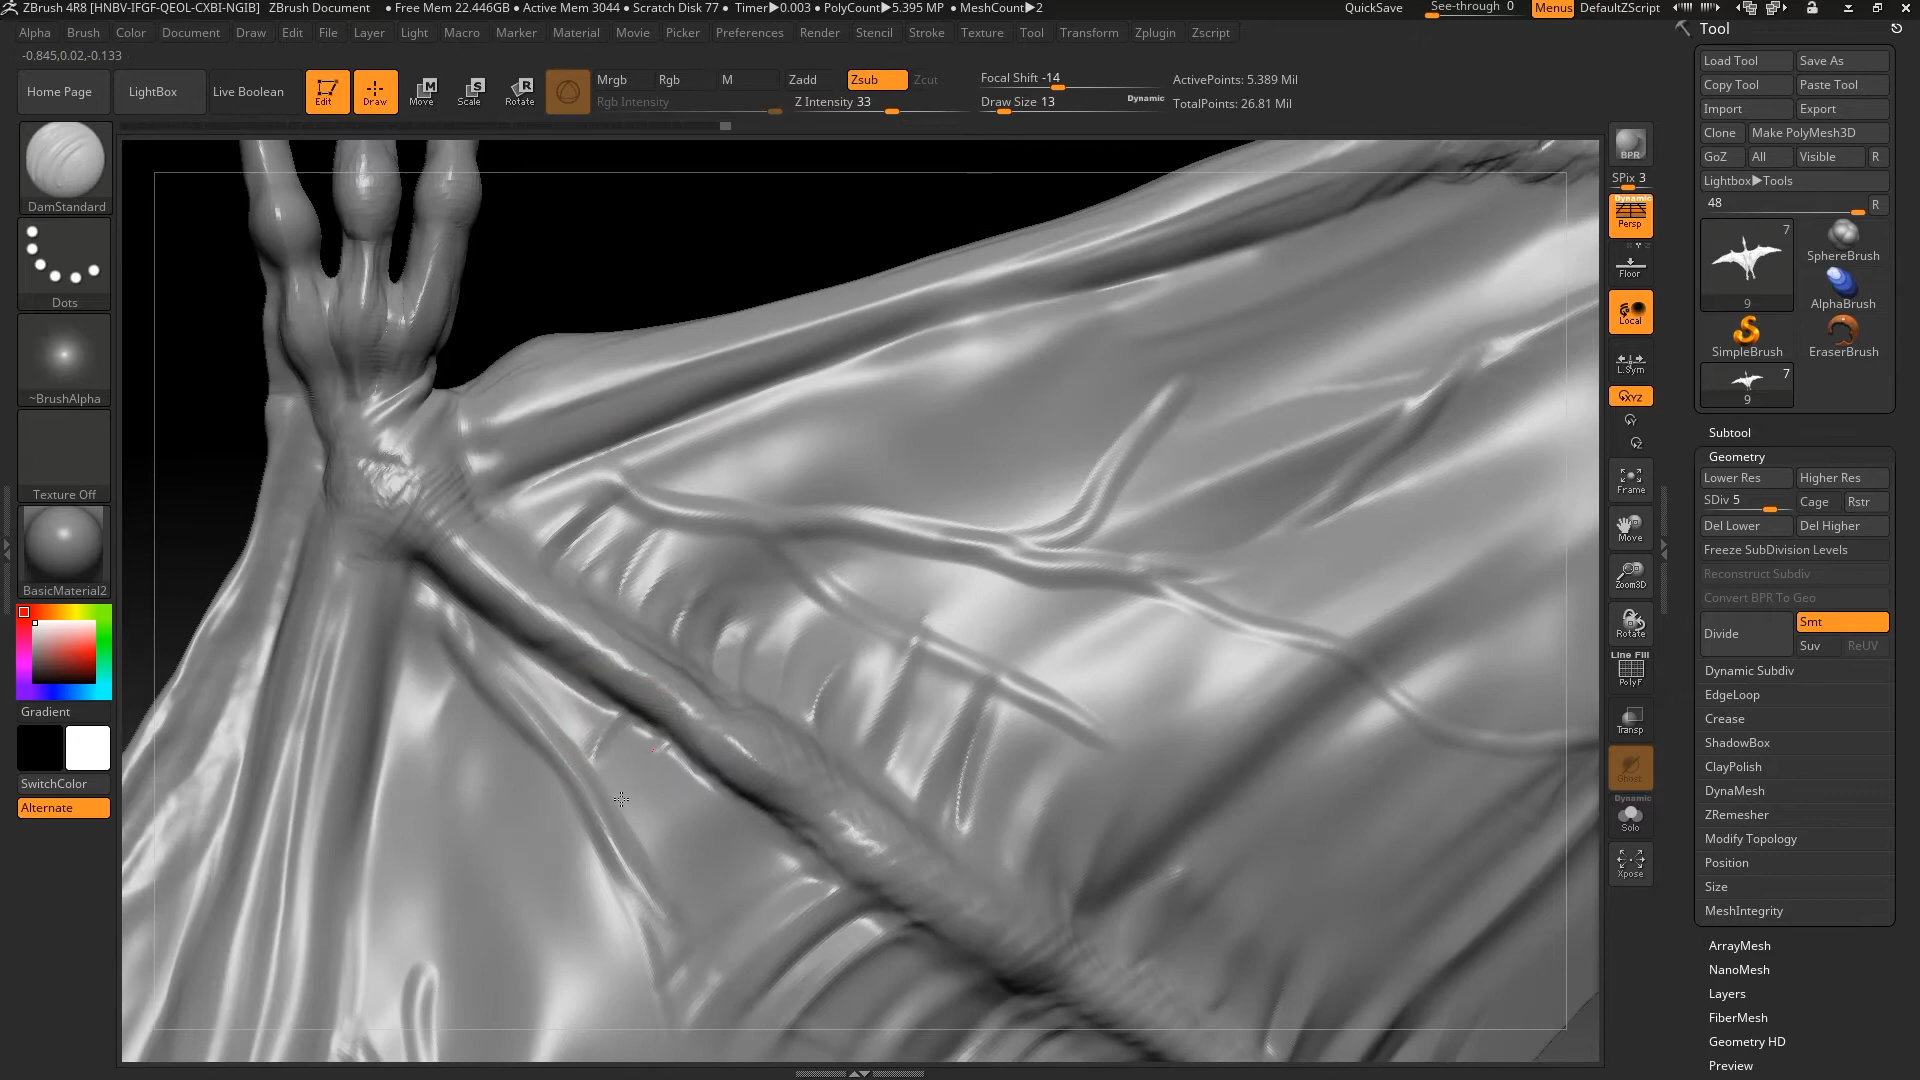 ZBrush 4R8 [HNBV-IFGF-QEOL-CXBI-NGIB] ZBrush Document ● Free Mem 22.446GB ● Active Mem 3044 ● Scratch Disk 77 ● Timer▶0.003 ● PolyCount▶5.395 MP ● MeshCount▶2 QuickSave See-through 0 Menus DefaultZScript
Alpha Brush Color Document Draw Edit File Layer Light Macro Marker Material Movie Picker Preferences Render Stencil Stroke Texture Tool Transform Zplugin Zscript
-0.845,0.02,-0.133
Home Page LightBox Live Boolean Edit Draw Move Scale Rotate
Mrgb Rgb M Zadd Zsub Zcut
Rgb Intensity Z Intensity 33
Focal Shift -14
Draw Size 13 Dynamic
ActivePoints: 5.389 Mil
TotalPoints: 26.81 Mil
DamStandard
Dots
~BrushAlpha
Texture Off
BasicMaterial2
Gradient
SwitchColor
Alternate
BPR
SPix 3
Dynamic
Persp
Floor
Local
L.Sym
XYZ
Y
Z
Frame
Move
Zoom3D
Rotate
Line Fill
PolyF
Transp
Ghost
Dynamic
Solo
Xpose
Tool
Load Tool Save As
Copy Tool Paste Tool
Import Export
Clone Make PolyMesh3D
GoZ All Visible R
Lightbox▶Tools
48 R
7
9
SphereBrush
AlphaBrush
SimpleBrush EraserBrush
7
9
Subtool
Geometry
Lower Res Higher Res
SDiv 5 Cage Rstr
Del Lower Del Higher
Freeze SubDivision Levels
Reconstruct Subdiv
Convert BPR To Geo
Divide Smt
Suv ReUV
Dynamic Subdiv
EdgeLoop
Crease
ShadowBox
ClayPolish
DynaMesh
ZRemesher
Modify Topology
Position
Size
MeshIntegrity
ArrayMesh
NanoMesh
Layers
FiberMesh
Geometry HD
Preview